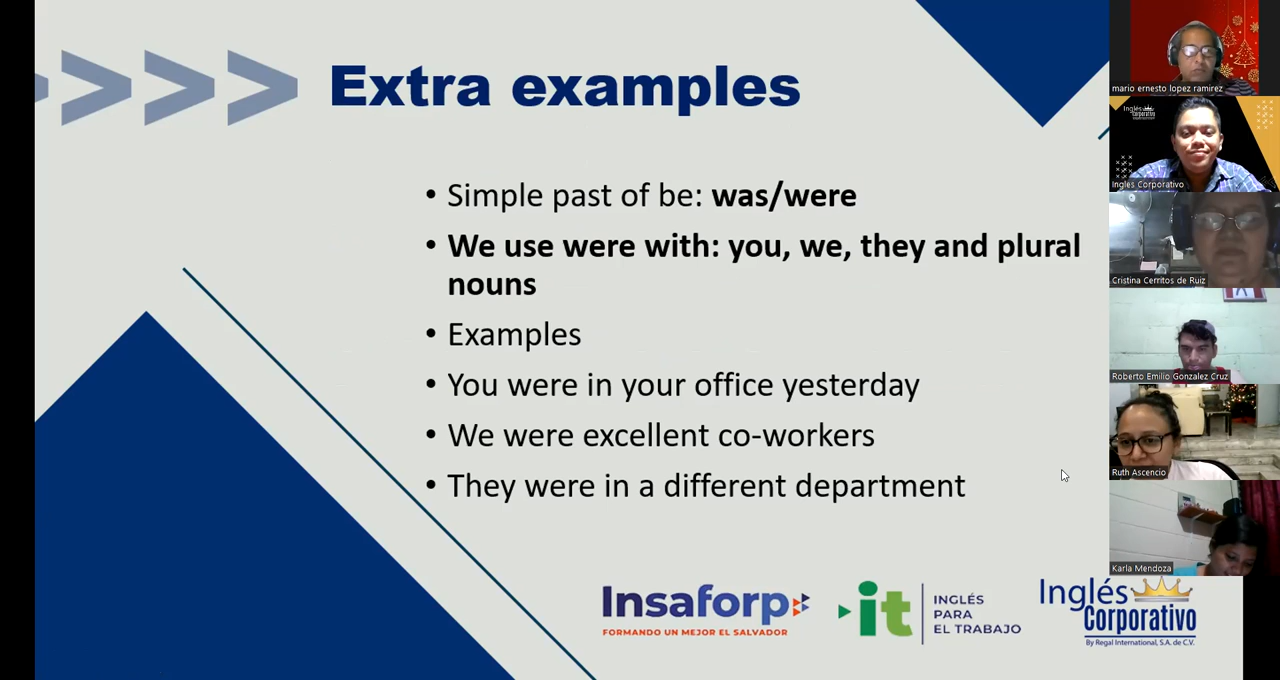 Extra examples
• Simple past of be: was/were
• We use were with: you, we, they and plural
nouns
• Examples
• You were in your office yesterday
• We were excellent co-workers
• They were in a different department
Insaforp
FORMANDO UN MEJOR EL SALVADOR
it
INGLÉS
PARA
EL TRABAJO
Inglés
Corporativo
By Regal International, S.A. de C.V.
mario ernesto lopez ramirez
Inglés
Corporativo
Ingles Corporativo
Cristina Cerritos de Ruiz
Roberto Emilio Gonzalez Cruz
Ruth Ascencio
Karla Mendoza